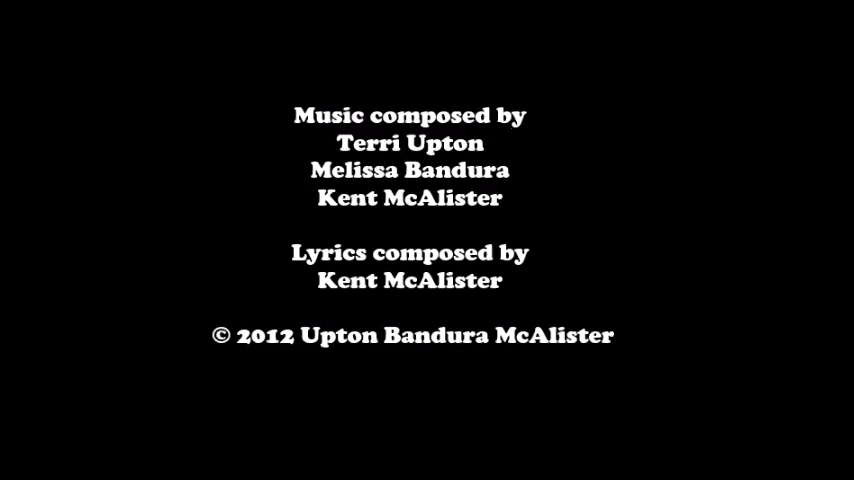 Music composed by
Terri Upton
Melissa Bandura
Kent McAlister
Lyrics composed by
Kent McAlister
© 2012 Upton Bandura McAlister